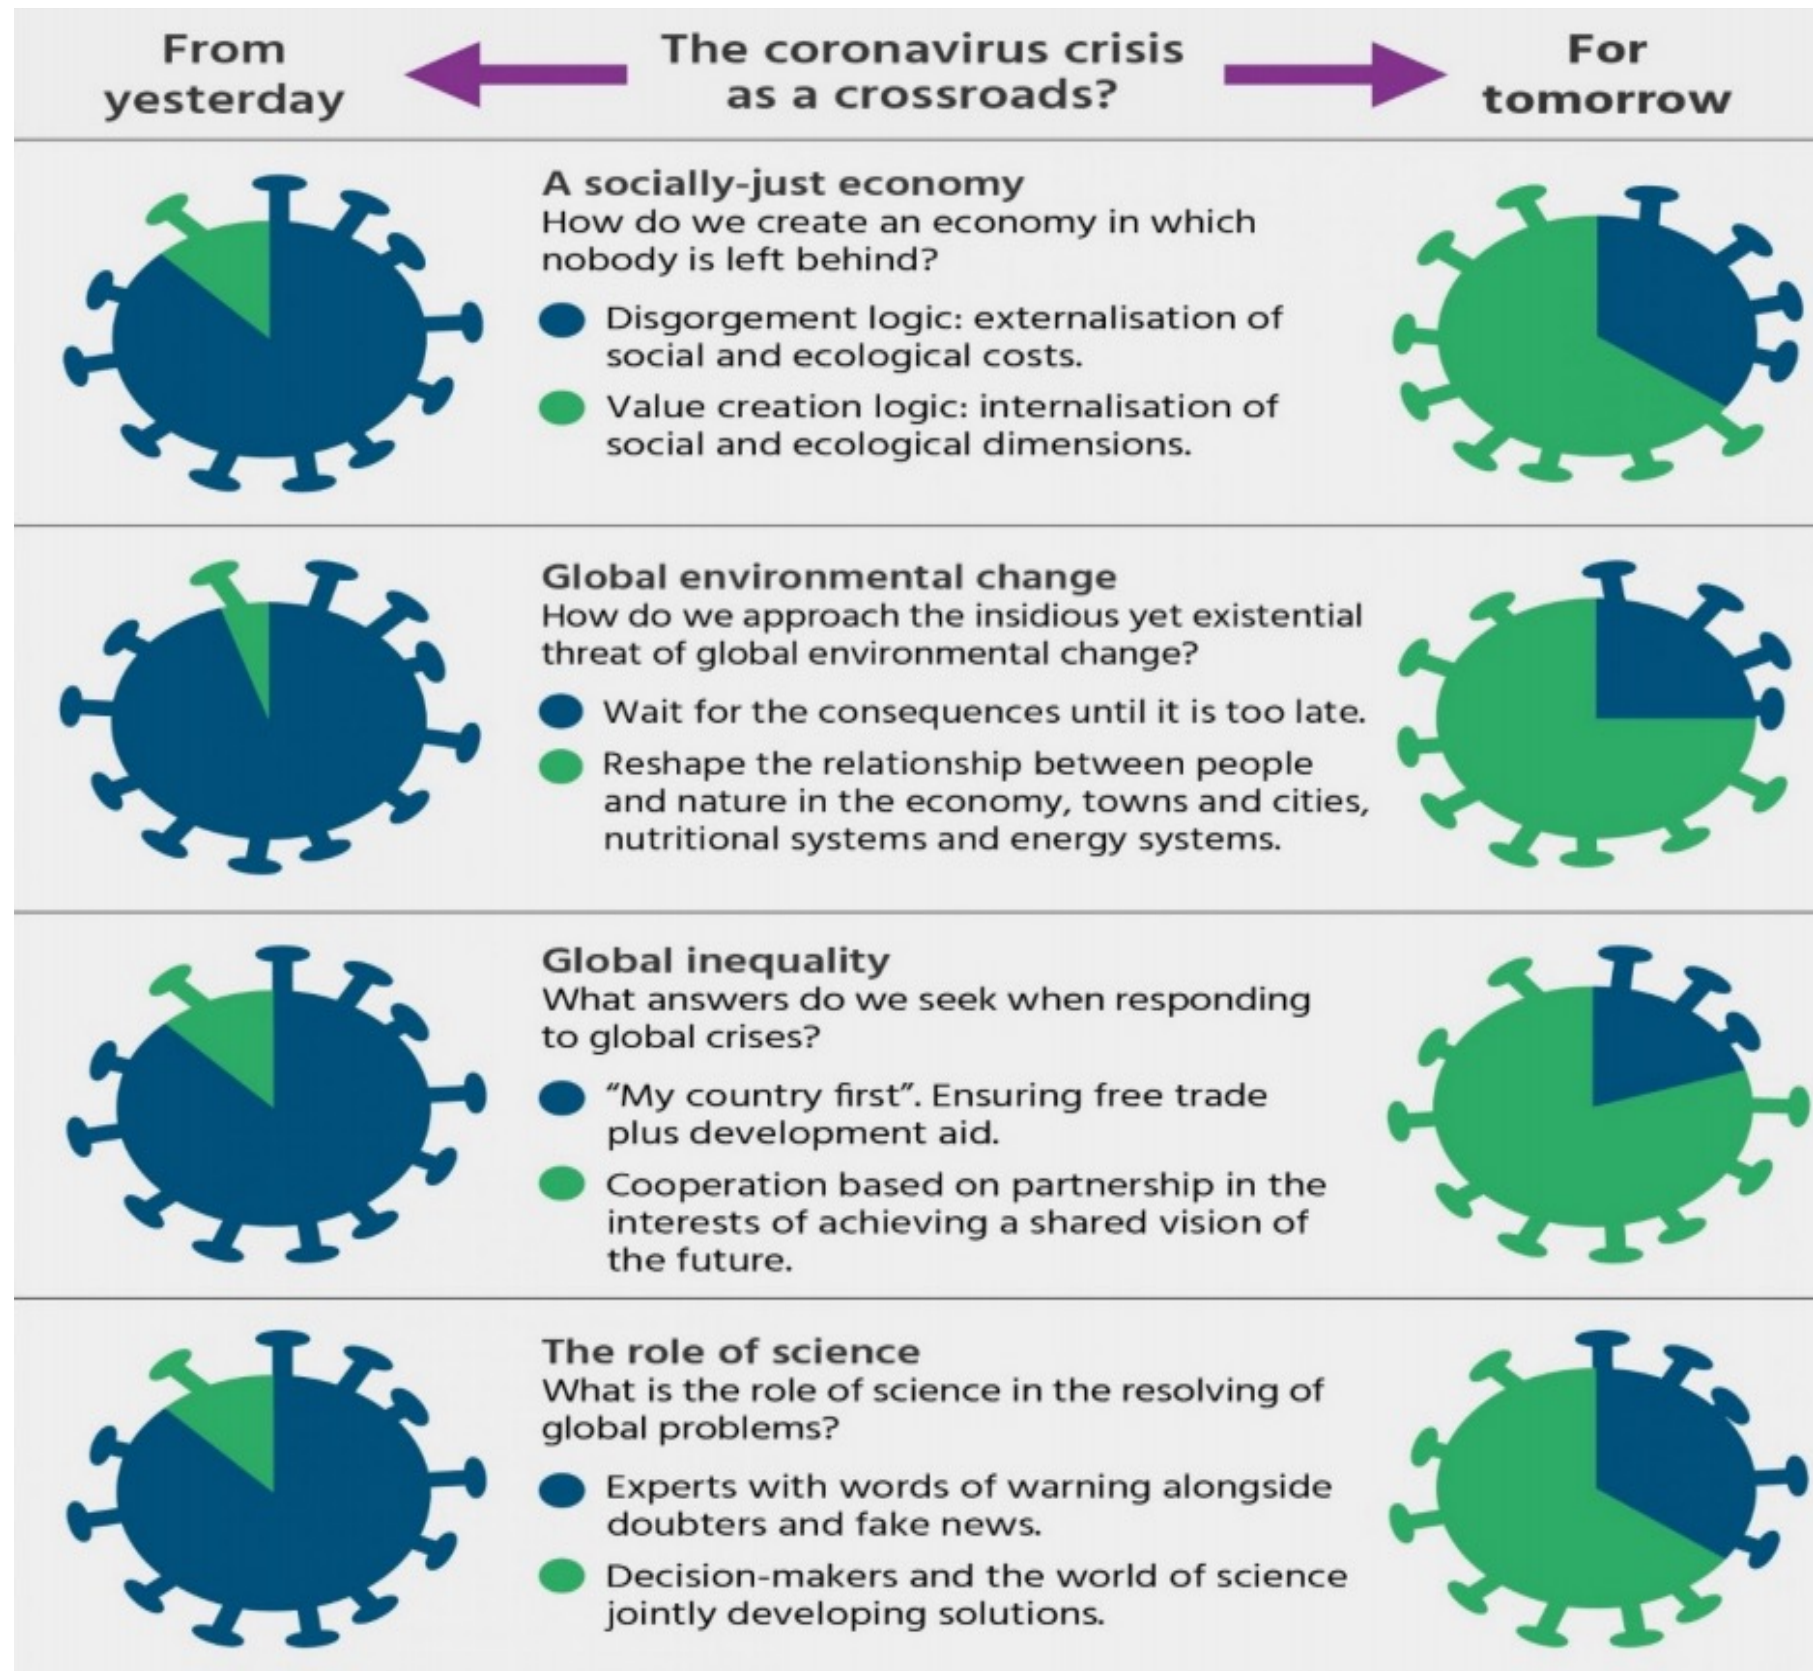 From
yesterday
The coronavirus crisis
as a crossroads?
For
tomorrow
A socially-just economy
How do we create an economy in which
nobody is left behind?
Disgorgement logic: externalisation of
social and ecological costs.
Value creation logic: internalisation of
social and ecological dimensions.
Global environmental change
How do we approach the insidious yet existential
threat of global environmental change?
Wait for the consequences until it is too late.
Reshape the relationship between people
and nature in the economy, towns and cities,
nutritional systems and energy systems.
Global inequality
What answers do we seek when responding
to global crises?
“My country first”. Ensuring free trade
plus development aid.
Cooperation based on partnership in the
interests of achieving a shared vision of
the future.
The role of science
What is the role of science in the resolving of
global problems?
Experts with words of warning alongside
doubters and fake news.
Decision-makers and the world of science
jointly developing solutions.